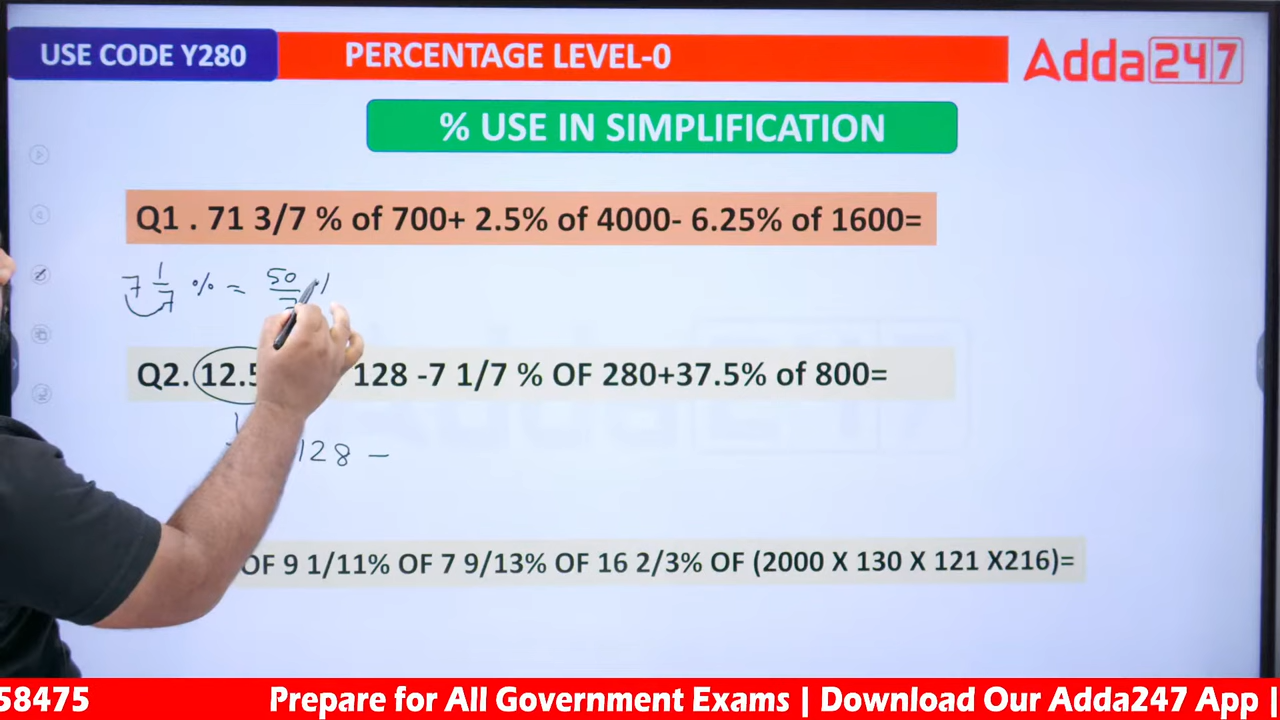 USE CODE Y280 PERCENTAGE LEVEL-0 Adda247
% USE IN SIMPLIFICATION
Q1 . 71 3/7 % of 700+ 2.5% of 4000- 6.25% of 1600=
7 1/7 % = 50/7
Q2. 12.5 128 -7 1/7 % OF 280+37.5% of 800=
128 –
OF 9 1/11% OF 7 9/13% OF 16 2/3% OF (2000 X 130 X 121 X216)=
58475 Prepare for All Government Exams | Download Our Adda247 App |